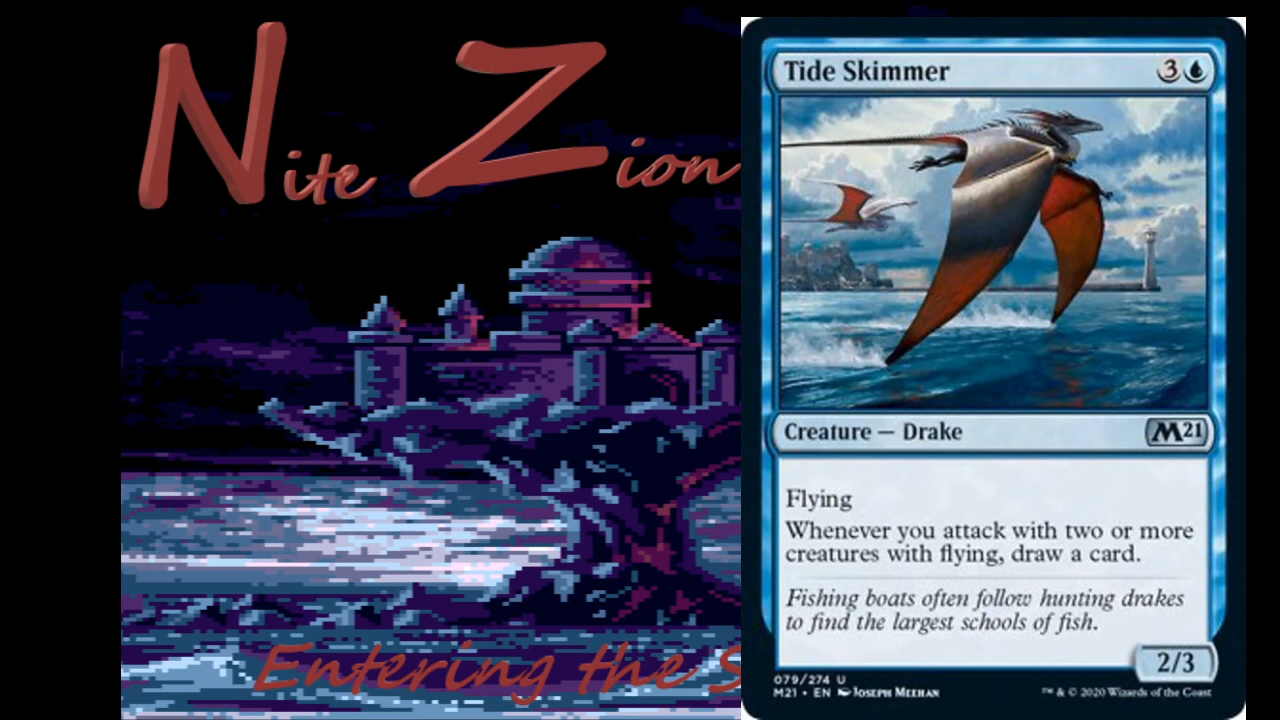 Nite Zion
Entering the S
Tide Skimmer
3
Creature — Drake
M21
Flying
Whenever you attack with two or more
creatures with flying, draw a card.
Fishing boats often follow hunting drakes
to find the largest schools of fish.
2/3
079/274 U
M21 • EN Joseph Meehan
™ & © 2020 Wizards of the Coast